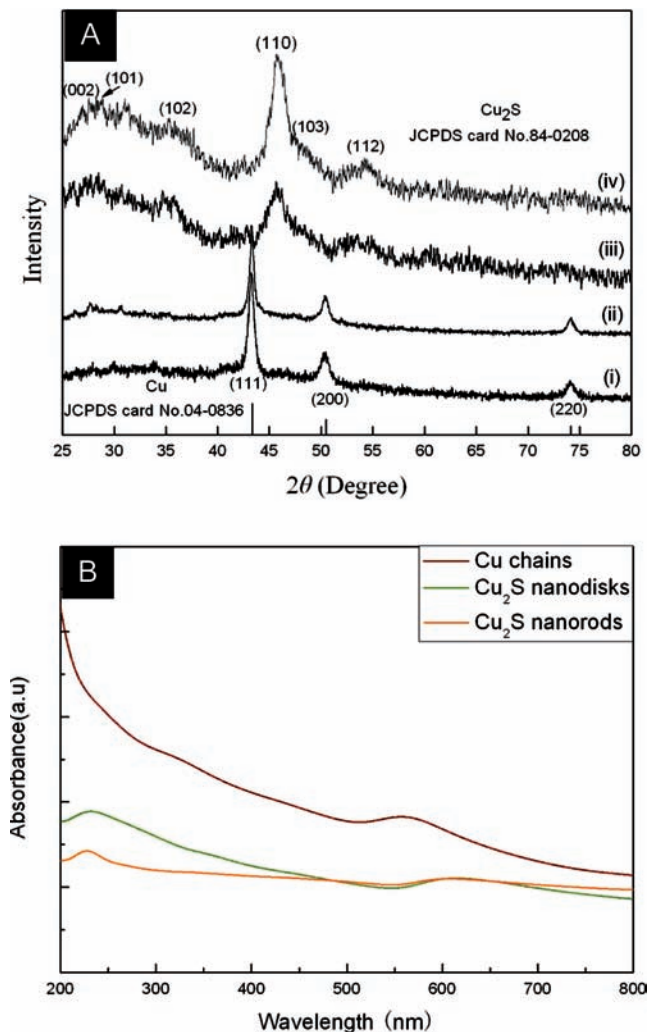 A
(110)
(002) (101)
(102)
(103)
(112)
Cu2S
JCPDS card No.84-0208
(iv)
(iii)
(ii)
(i)
Cu
(111)
(200)
(220)
JCPDS card No.04-0836
Intensity
25 30 35 40 45 50 55 60 65 70 75 80
2θ (Degree)
B
Cu chains
Cu2S nanodisks
Cu2S nanorods
Absorbance(a.u)
200 300 400 500 600 700 800
Wavelength (nm)